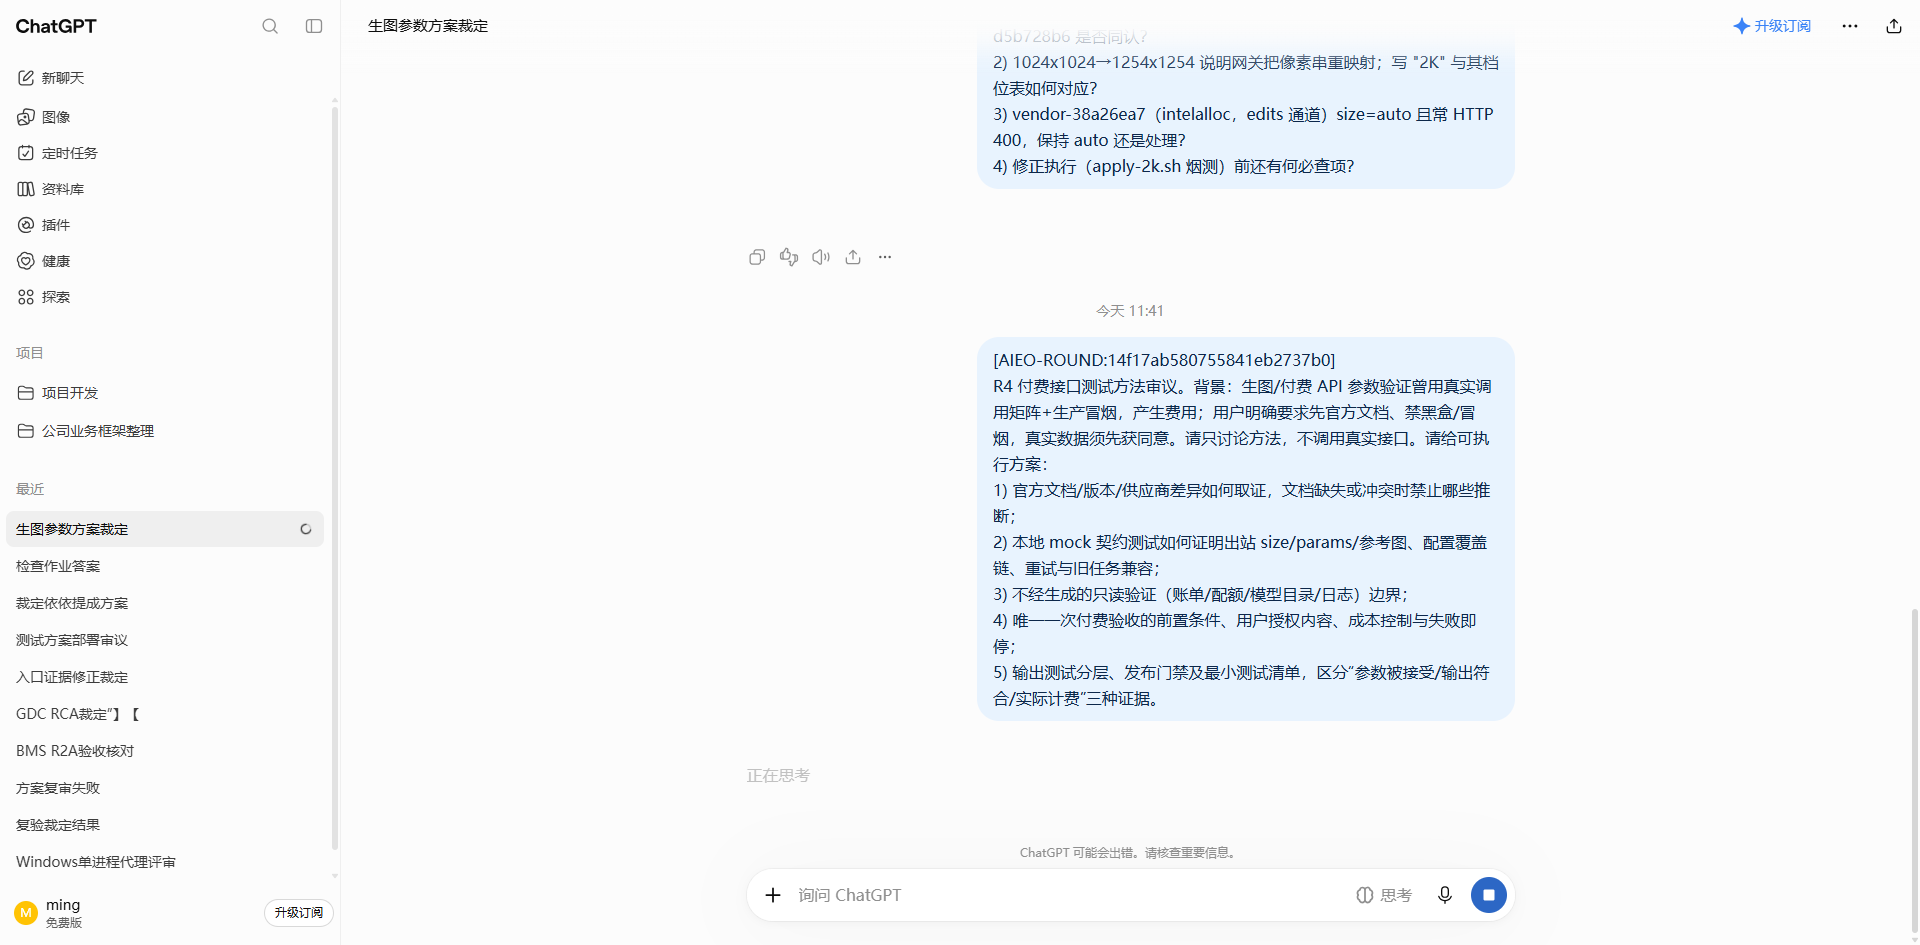 ChatGPT
新聊天
图像
定时任务
资料库
插件
健康
探索
项目
项目开发
公司业务框架整理
最近
生图参数方案裁定
检查作业答案
裁定依依提成方案
测试方案部署审议
入口证据修正裁定
GDC RCA裁定”】【
BMS R2A验收核对
方案复审失败
复验裁定结果
Windows单进程代理评审
M
ming
免费版
升级订阅
生图参数方案裁定
升级订阅
d5b728b6 是否同认？
2) 1024x1024→1254x1254 说明网关把像素串重映射；写 "2K" 与其档
位表如何对应？
3) vendor-38a26ea7（intelalloc，edits 通道）size=auto 且常 HTTP
400，保持 auto 还是处理？
4) 修正执行（apply-2k.sh 烟测）前还有何必查项？
今天 11:41
[AIEO-ROUND:14f17ab580755841eb2737b0]
R4 付费接口测试方法审议。背景：生图/付费 API 参数验证曾用真实调
用矩阵+生产冒烟，产生费用；用户明确要求先官方文档、禁黑盒/冒
烟，真实数据须先获同意。请只讨论方法，不调用真实接口。请给可执
行方案：
1) 官方文档/版本/供应商差异如何取证，文档缺失或冲突时禁止哪些推
断；
2) 本地 mock 契约测试如何证明出站 size/params/参考图、配置覆盖
链、重试与旧任务兼容；
3) 不经生成的只读验证（账单/配额/模型目录/日志）边界；
4) 唯一一次付费验收的前置条件、用户授权内容、成本控制与失败即
停；
5) 输出测试分层、发布门禁及最小测试清单，区分“参数被接受/输出符
合/实际计费”三种证据。
正在思考
ChatGPT 可能会出错。请核查重要信息。
询问 ChatGPT
思考